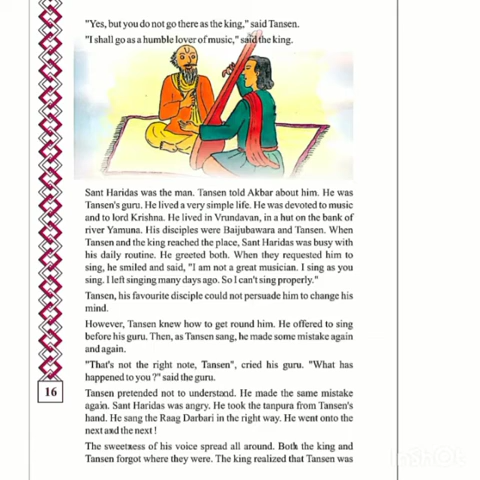 "Yes, but you do not go there as the king," said Tansen.
"I shall go as a humble lover of music," said the king.
Sant Haridas was the man. Tansen told Akbar about him. He was
Tansen's guru. He lived a very simple life. He was devoted to music
and to lord Krishna. He lived in Vrundavan, in a hut on the bank of
river Yamuna. His disciples were Baijubawara and Tansen. When
Tansen and the king reached the place, Sant Haridas was busy with
his daily routine. He greeted both. When they requested him to
sing, he smiled and said, "I am not a great musician. I sing as you
sing. I left singing many days ago. So I can't sing properly."
Tansen, his favourite disciple could not persuade him to change his
mind.
However, Tansen knew how to get round him. He offered to sing
before his guru. Then, as Tansen sang, he made some mistake again
and again.
"That's not the right note, Tansen", cried his guru. "What has
happened to you ?" said the guru.
16
Tansen pretended not to understand. He made the same mistake
again. Sant Haridas was angry. He took the tanpura from Tansen's
hand. He sang the Raag Darbari in the right way. He went onto the
next and the next !
The sweetness of his voice spread all around. Both the king and
Tansen forgot where they were. The king realized that Tansen was
InShOt